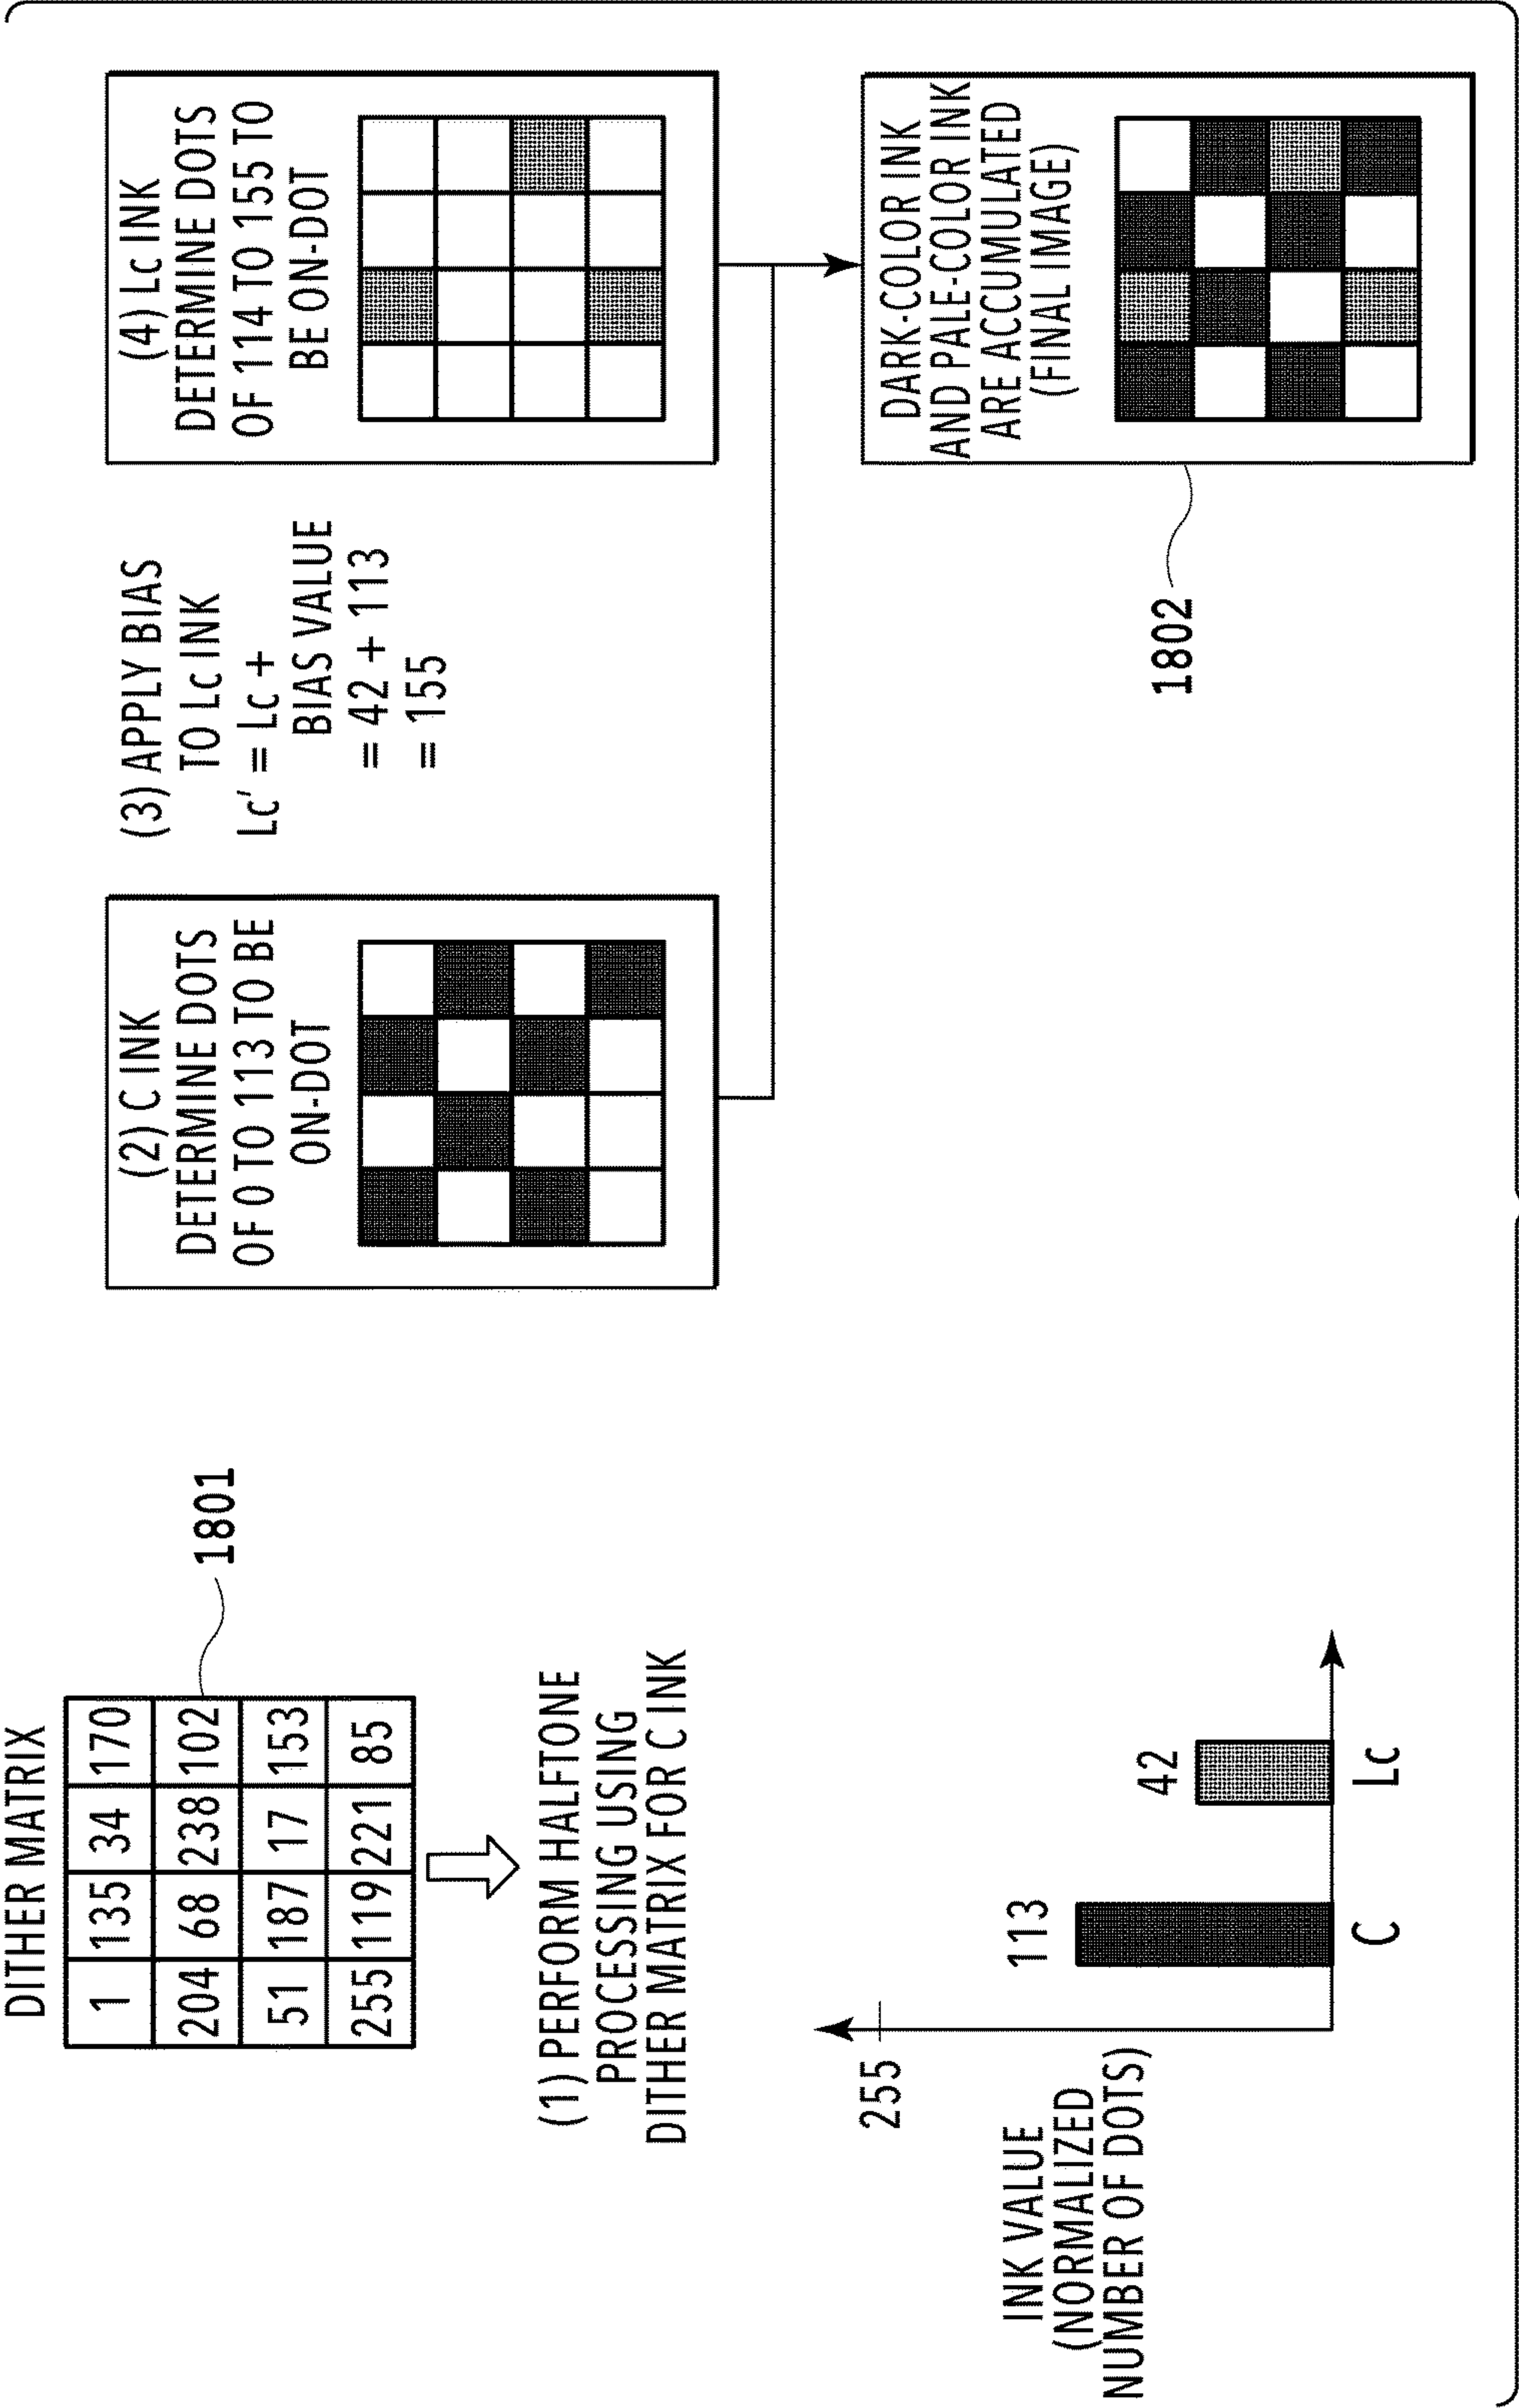 DITHER MATRIX
1 135 34 170
204 68 238 102
51 187 17 153
255 119 221 85
1801
(1) PERFORM HALFTONE
PROCESSING USING
DITHER MATRIX FOR C INK
255
INK VALUE
(NORMALIZED
NUMBER OF DOTS)
113
42
C
Lc
(2) C INK
DETERMINE DOTS
OF 0 TO 113 TO BE
ON-DOT
(3) APPLY BIAS
TO Lc INK
Lc' = Lc +
BIAS VALUE
= 42 + 113
= 155
(4) Lc INK
DETERMINE DOTS
OF 114 TO 155 TO
BE ON-DOT
DARK-COLOR INK
AND PALE-COLOR INK
ARE ACCUMULATED
(FINAL IMAGE)
1802